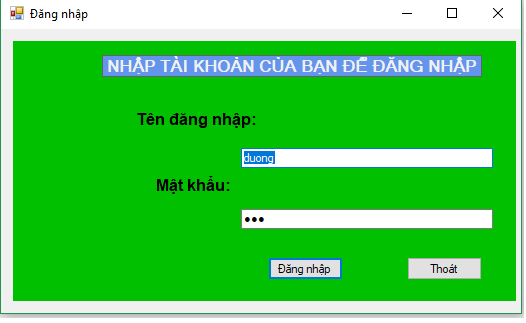 Đăng nhập
NHẬP TÀI KHOẢN CỦA BẠN ĐỂ ĐĂNG NHẬP
Tên đăng nhập:
duong
Mật khẩu:
•••
Đăng nhập
Thoát